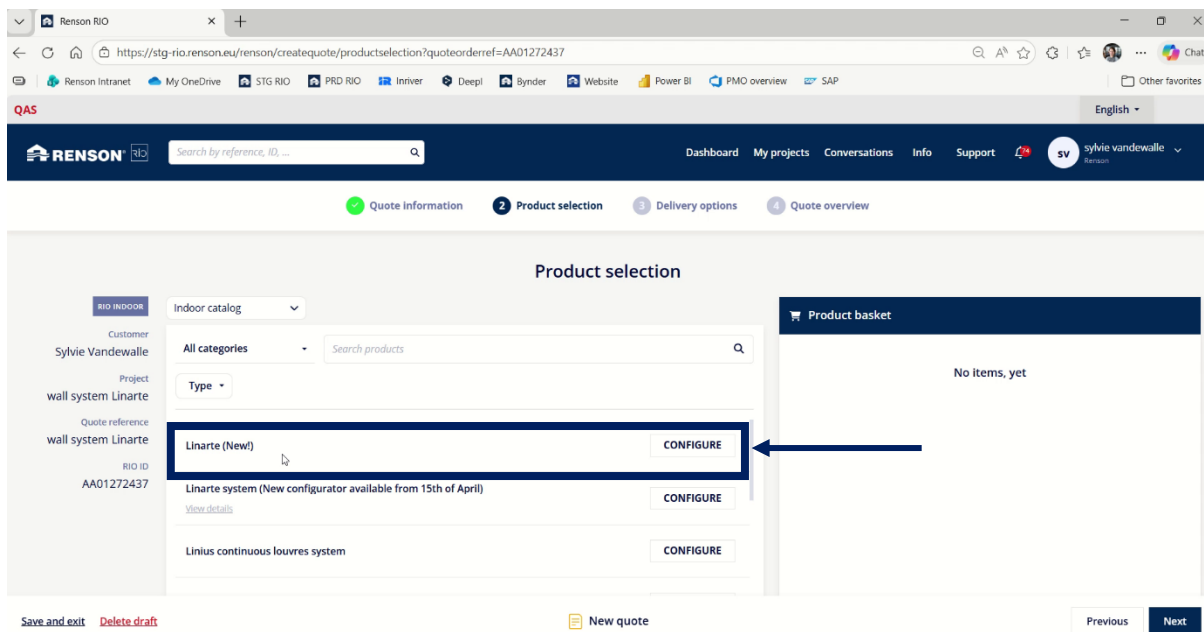 Renson RIO
https://stg-rio.renson.eu/renson/createquote/productselection?quoteorderref=AA01272437
Chat
Renson Intranet My OneDrive STG RIO PRD RIO Inriver Deepl Bynder Website Power BI PMO overview SAP Other favorites
QAS English
RENSON RIO Search by reference, ID, ... Dashboard My projects Conversations Info Support 74 SV sylvie vandewalle
Renson
Quote information 2 Product selection 3 Delivery options 4 Quote overview
Product selection
RIO INDOOR Indoor catalog Product basket
Customer
Sylvie Vandewalle All categories Search products
No items, yet
Project
wall system Linarte Type
Quote reference
wall system Linarte Linarte (New!) CONFIGURE
RIO ID
AA01272437
Linarte system (New configurator available from 15th of April) CONFIGURE
View details
Linius continuous louvres system CONFIGURE
Save and exit Delete draft New quote Previous Next